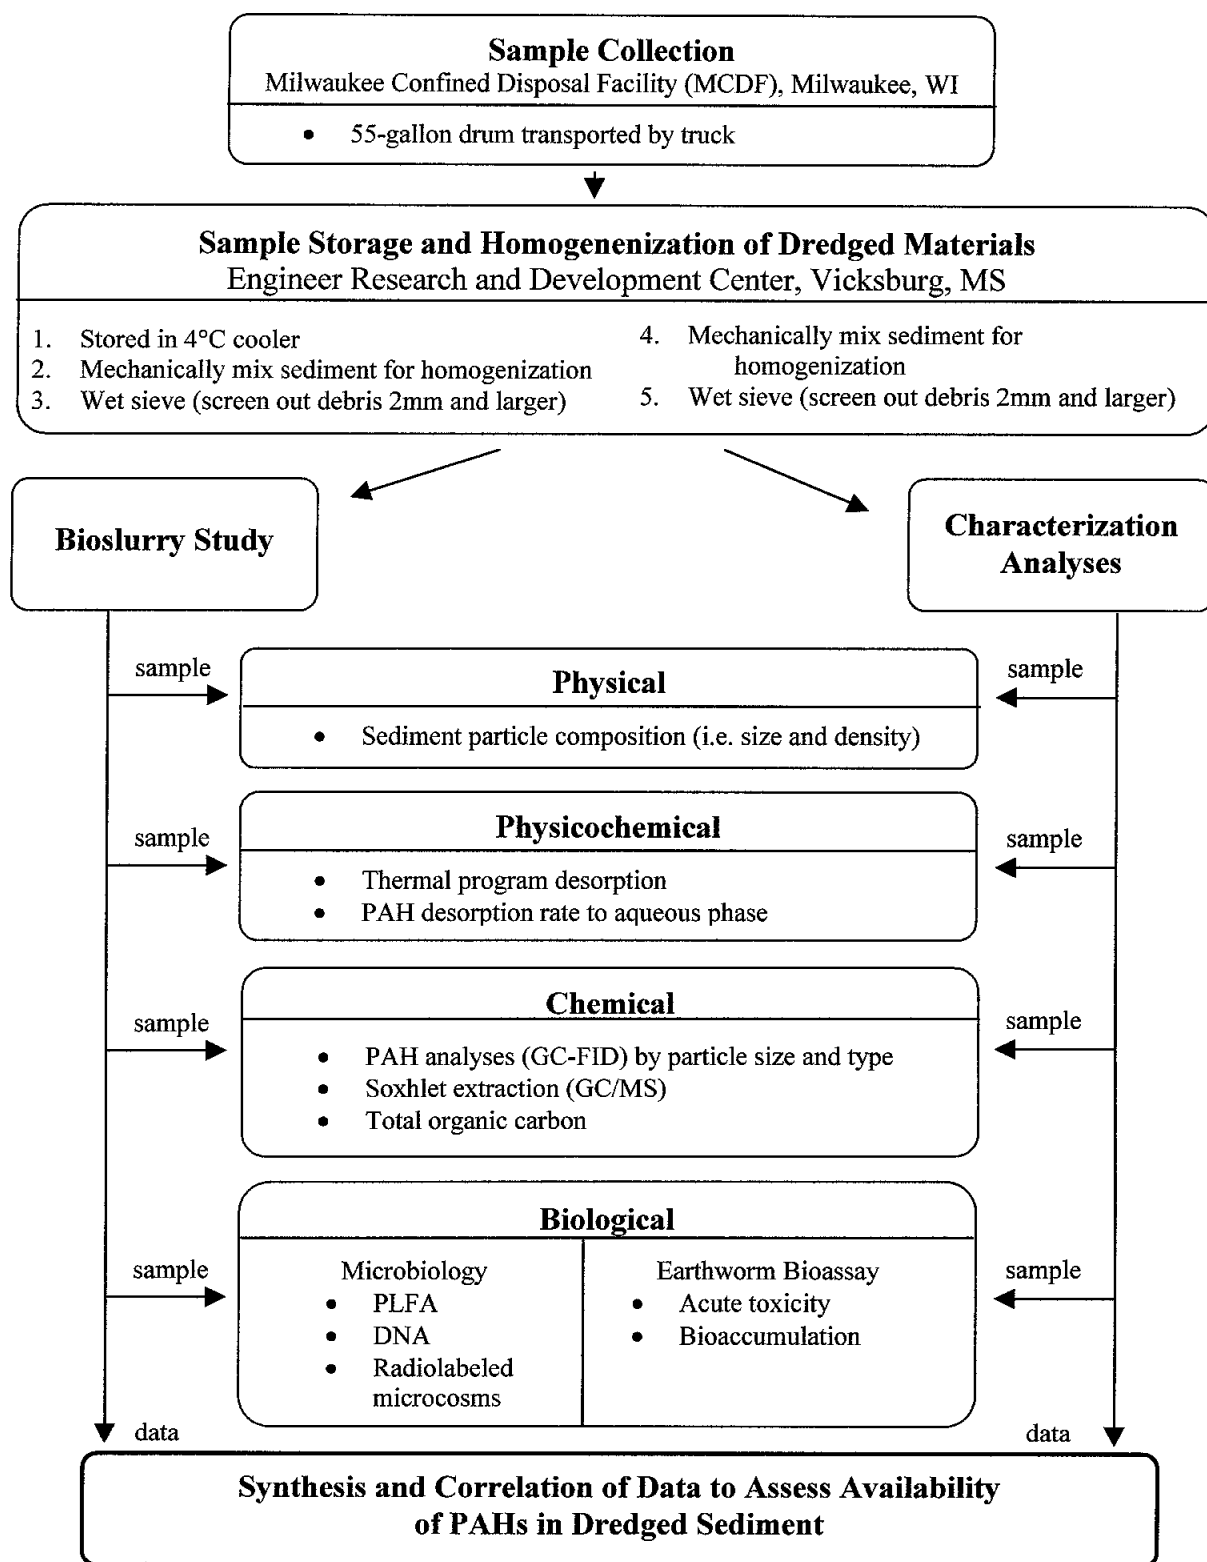 Sample Collection
Milwaukee Confined Disposal Facility (MCDF), Milwaukee, WI
• 55-gallon drum transported by truck
Sample Storage and Homogenenization of Dredged Materials
Engineer Research and Development Center, Vicksburg, MS
1. Stored in 4°C cooler
2. Mechanically mix sediment for homogenization
3. Wet sieve (screen out debris 2mm and larger)
4. Mechanically mix sediment for
homogenization
5. Wet sieve (screen out debris 2mm and larger)
Bioslurry Study
Characterization
Analyses
sample
Physical
• Sediment particle composition (i.e. size and density)
sample
sample
Physicochemical
• Thermal program desorption
• PAH desorption rate to aqueous phase
sample
sample
Chemical
• PAH analyses (GC-FID) by particle size and type
• Soxhlet extraction (GC/MS)
• Total organic carbon
sample
sample
Biological
Microbiology
• PLFA
• DNA
• Radiolabeled
microcosms
Earthworm Bioassay
• Acute toxicity
• Bioaccumulation
sample
data
data
Synthesis and Correlation of Data to Assess Availability
of PAHs in Dredged Sediment